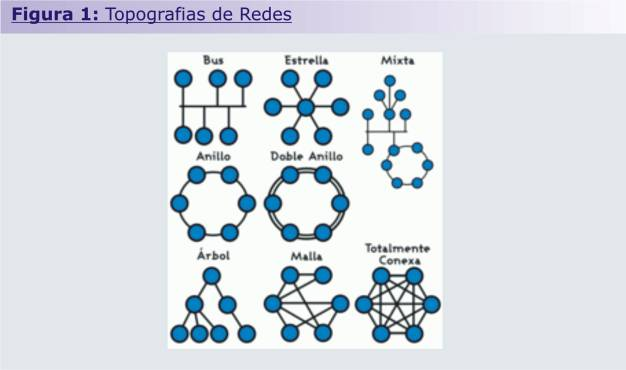 Figura 1: Topografias de Redes
Bus
Estrella
Mixta
Anillo
Doble Anillo
Árbol
Malla
Totalmente
Conexa